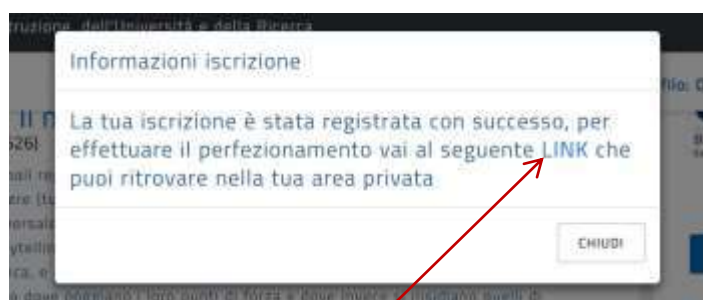 truzione, dell'Università e della Ricerca
Informazioni iscrizione
La tua iscrizione è stata registrata con successo, per
effettuare il perfezionamento vai al seguente LINK che
puoi ritrovare nella tua area privata
CHIUDI